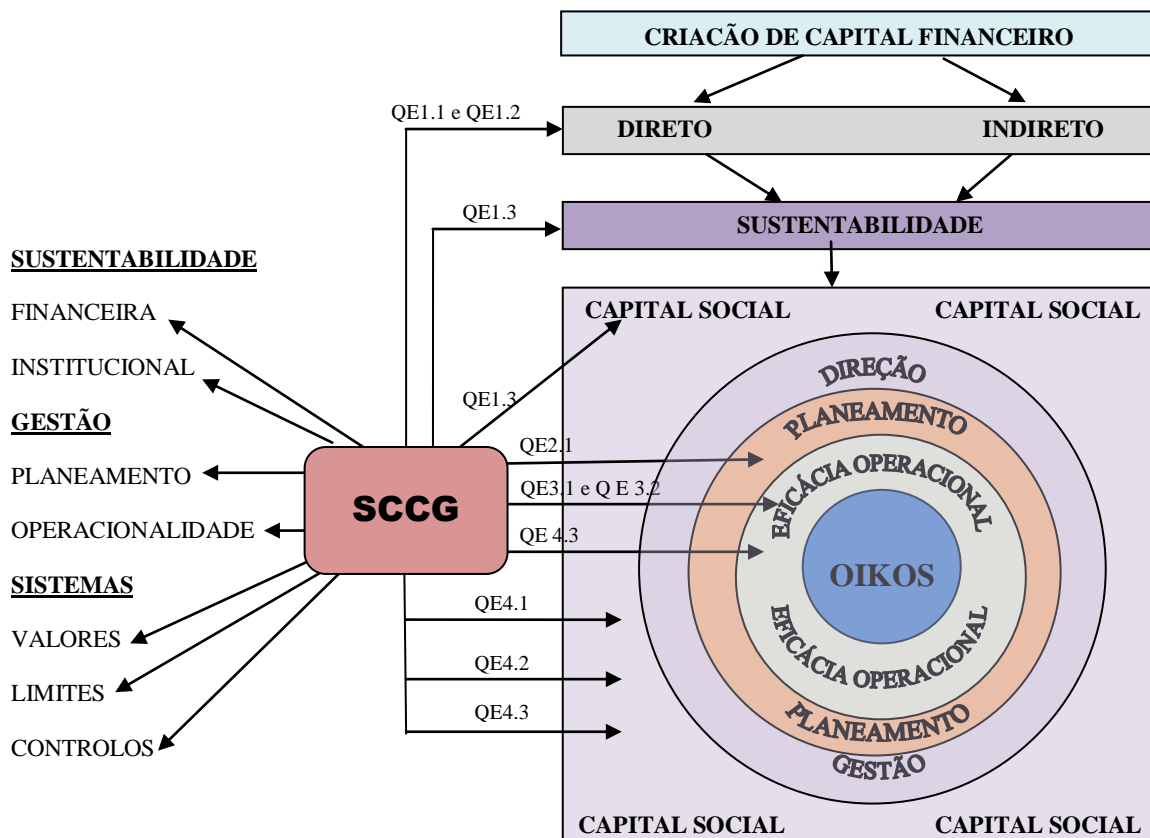 CRIACÃO DE CAPITAL FINANCEIRO
QE1.1 e QE1.2
DIRETO
INDIRETO
QE1.3
SUSTENTABILIDADE
SUSTENTABILIDADE
FINANCEIRA
INSTITUCIONAL
GESTÃO
PLANEAMENTO
OPERACIONALIDADE
SISTEMAS
VALORES
LIMITES
CONTROLOS
SCCG
QE1.3
QE2.1
QE3.1 e Q E 3.2
QE 4.3
QE4.1
QE4.2
QE4.3
CAPITAL SOCIAL
CAPITAL SOCIAL
DIREÇÃO
PLANEAMENTO
EFICÁCIA OPERACIONAL
OIKOS
EFICÁCIA OPERACIONAL
PLANEAMENTO
GESTÃO
CAPITAL SOCIAL
CAPITAL SOCIAL